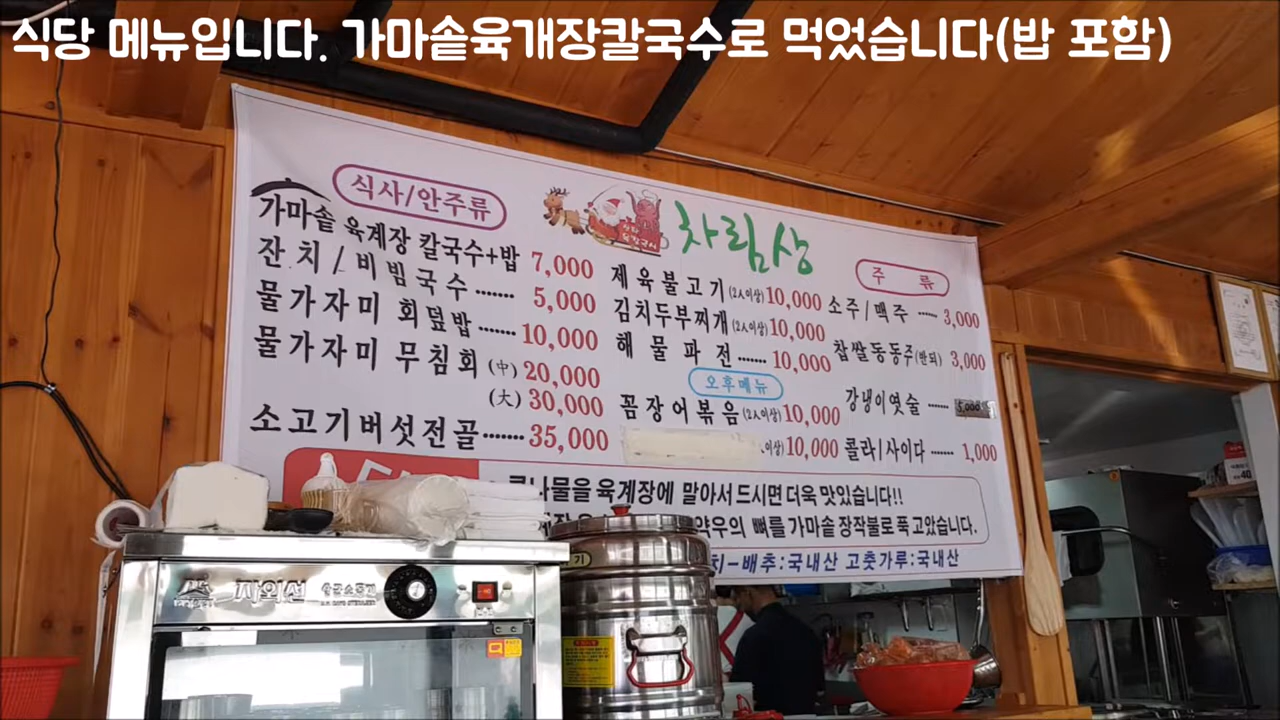 식당 메뉴입니다. 가마솥육개장칼국수로 먹었습니다(밥 포함)
차림상
식사/안주류
가마솥 육계장 칼국수+밥 7,000
잔치/비빔국수....... 5,000
물가자미 회덮밥....... 10,000
물가자미 무침회 (中) 20,000
(大) 30,000
소고기버섯전골....... 35,000
제육불고기(2人이상) 10,000
김치두부찌개(2人이상) 10,000
해물파전....... 10,000
오후메뉴
꼼장어볶음(2人이상) 10,000
이상) 10,000
주 류
소주/맥주 ...... 3,000
찹쌀동동주(반되) 3,000
강냉이엿술 ....... 5,000
콜라/사이다 ....... 1,000
나물을 육계장에 말아서 드시면 더욱 맛있습니다!!
뼈를 가마솥 장작불로 푹 고았습니다.
치-배추:국내산 고춧가루:국내산
자외선